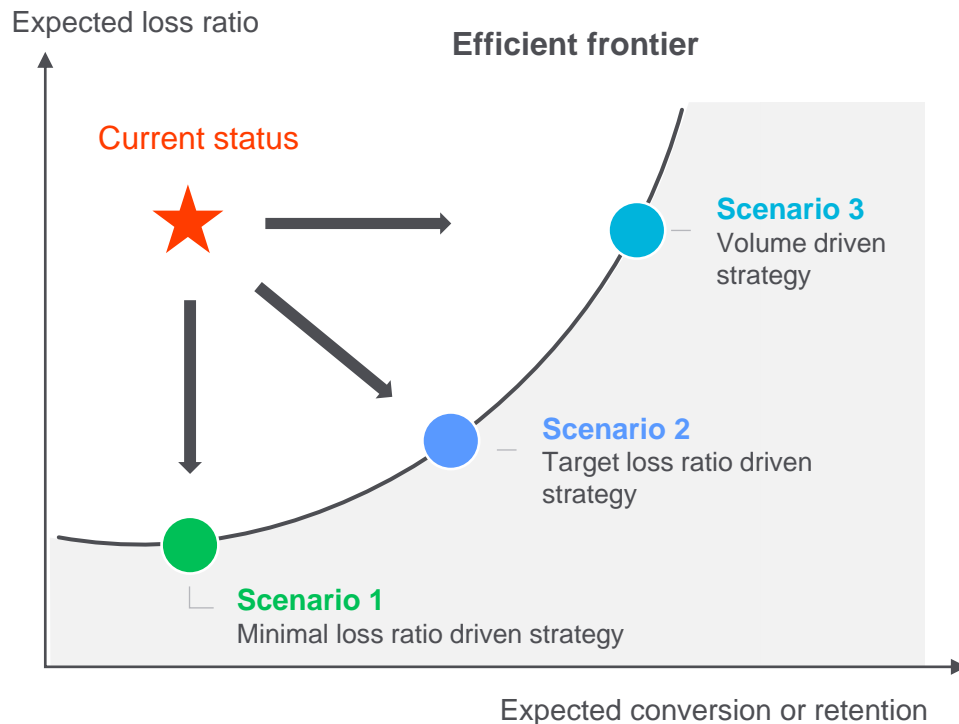 Expected loss ratio
Efficient frontier
Current status
Scenario 3
Volume driven
strategy
Scenario 2
Target loss ratio driven
strategy
Scenario 1
Minimal loss ratio driven strategy
Expected conversion or retention